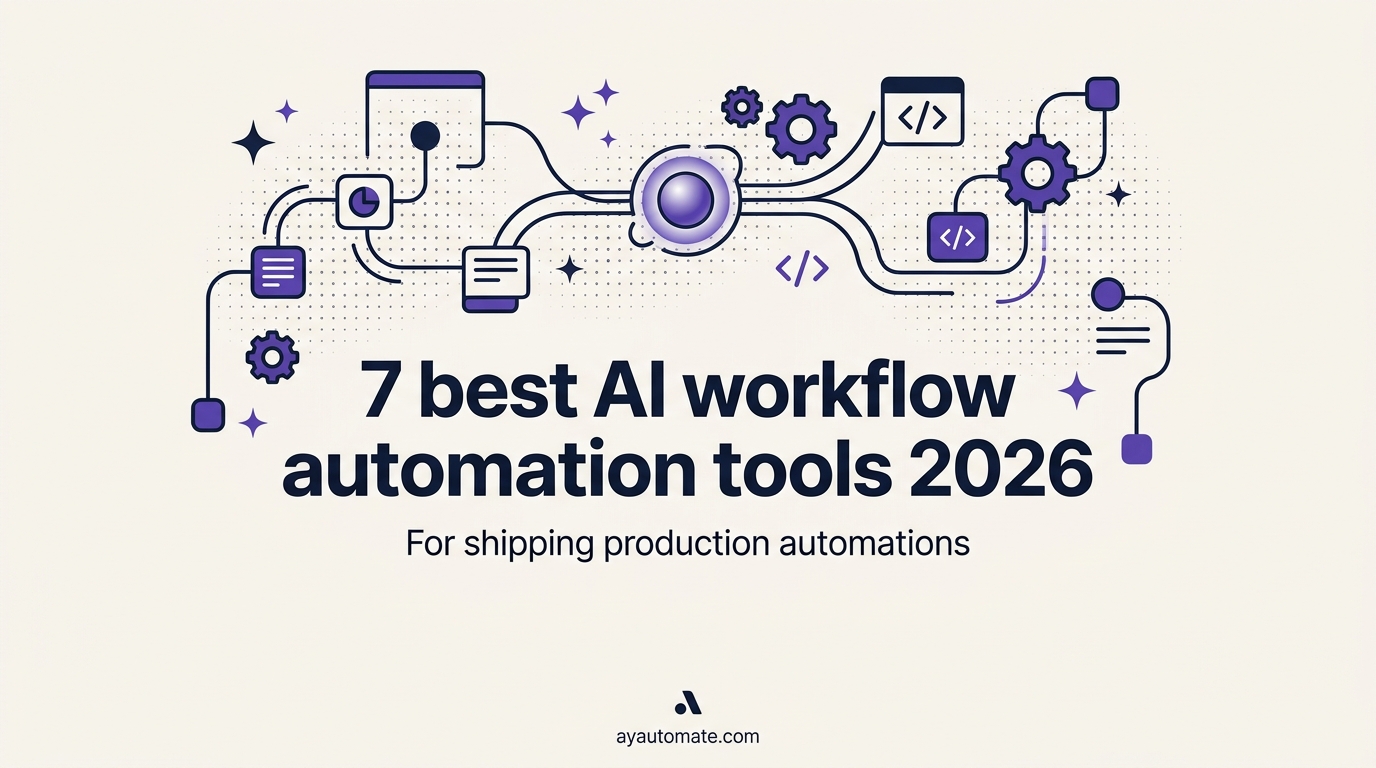 </>
</>
</>
7 best AI workflow
automation tools 2026
For shipping production automations
ayautomate.com